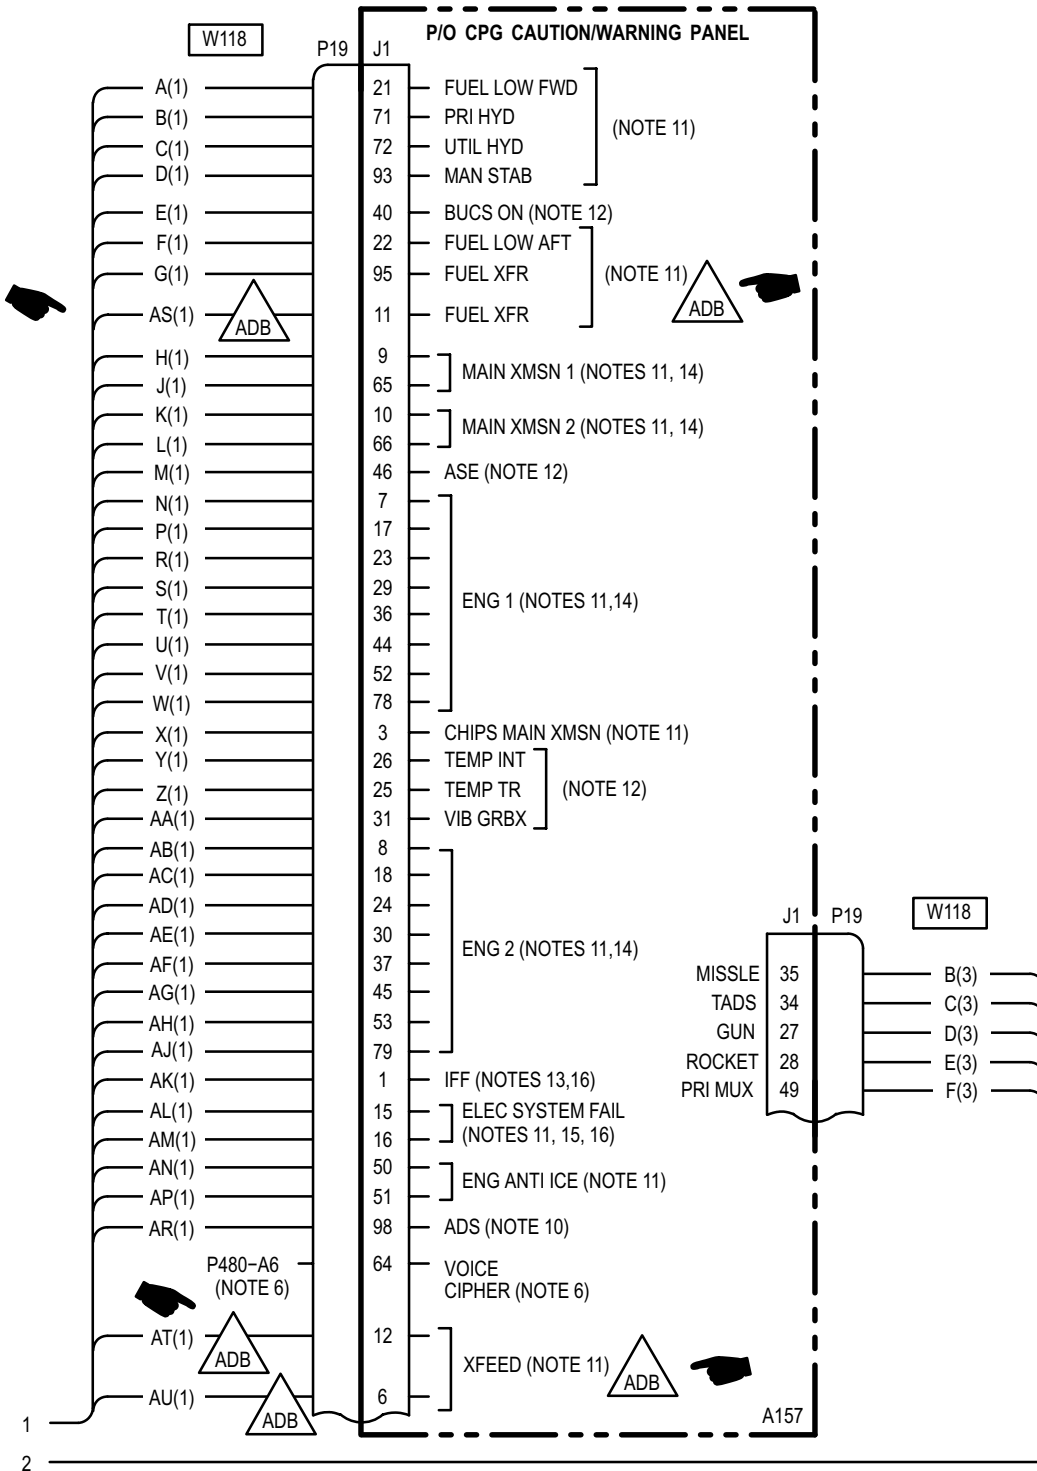 P/O CPG CAUTION/WARNING PANEL
W118 P19 J1
A(1) 21 FUEL LOW FWD
B(1) 71 PRI HYD
(NOTE 11)
C(1) 72 UTIL HYD
D(1) 93 MAN STAB
E(1) 40 BUCS ON (NOTE 12)
F(1) 22 FUEL LOW AFT
G(1) 95 FUEL XFR (NOTE 11)
ADB
AS(1) ADB 11 FUEL XFR
H(1) 9
MAIN XMSN 1 (NOTES 11, 14)
J(1) 65
K(1) 10
MAIN XMSN 2 (NOTES 11, 14)
L(1) 66
M(1) 46 ASE (NOTE 12)
N(1) 7
P(1) 17
R(1) 23
S(1) 29
ENG 1 (NOTES 11,14)
T(1) 36
U(1) 44
V(1) 52
W(1) 78
X(1) 3 CHIPS MAIN XMSN (NOTE 11)
Y(1) 26 TEMP INT
Z(1) 25 TEMP TR (NOTE 12)
AA(1) 31 VIB GRBX
AB(1) 8
AC(1) 18
AD(1) 24
AE(1) 30
ENG 2 (NOTES 11,14)
AF(1) 37
AG(1) 45
AH(1) 53
AJ(1) 79
AK(1) 1 IFF (NOTES 13,16)
AL(1) 15 ELEC SYSTEM FAIL
AM(1) 16 (NOTES 11, 15, 16)
AN(1) 50
ENG ANTI ICE (NOTE 11)
AP(1) 51
AR(1) 98 ADS (NOTE 10)
P480−A6 64 VOICE
(NOTE 6) CIPHER (NOTE 6)
AT(1) ADB 12
XFEED (NOTE 11) ADB
AU(1) ADB 6
J1 P19 W118
MISSLE 35 B(3)
TADS 34 C(3)
GUN 27 D(3)
ROCKET 28 E(3)
PRI MUX 49 F(3)
A157
1
2